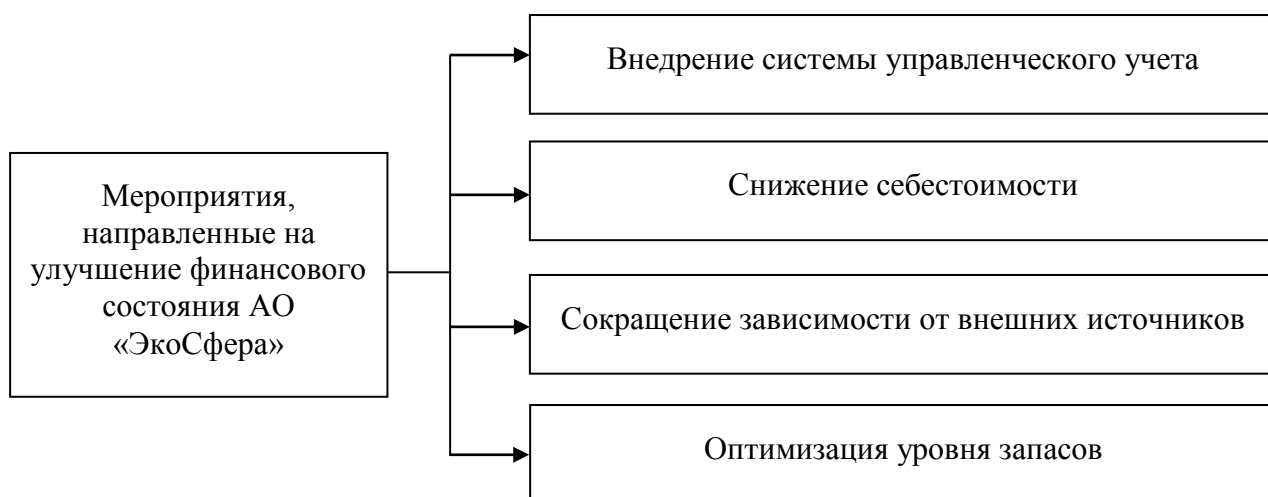 Мероприятия,
направленные на
улучшение финансового
состояния АО
«ЭкоСфера»
Внедрение системы управленческого учета
Снижение себестоимости
Сокращение зависимости от внешних источников
Оптимизация уровня запасов